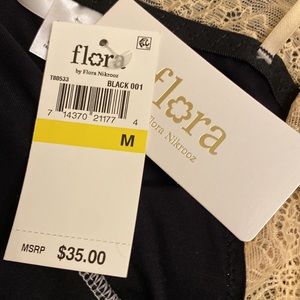 flora
by Flora Nikrooz
T80533
BLACK 001
7 14370 21177 4
M
MSRP $35.00
flora
by Flora Nikrooz